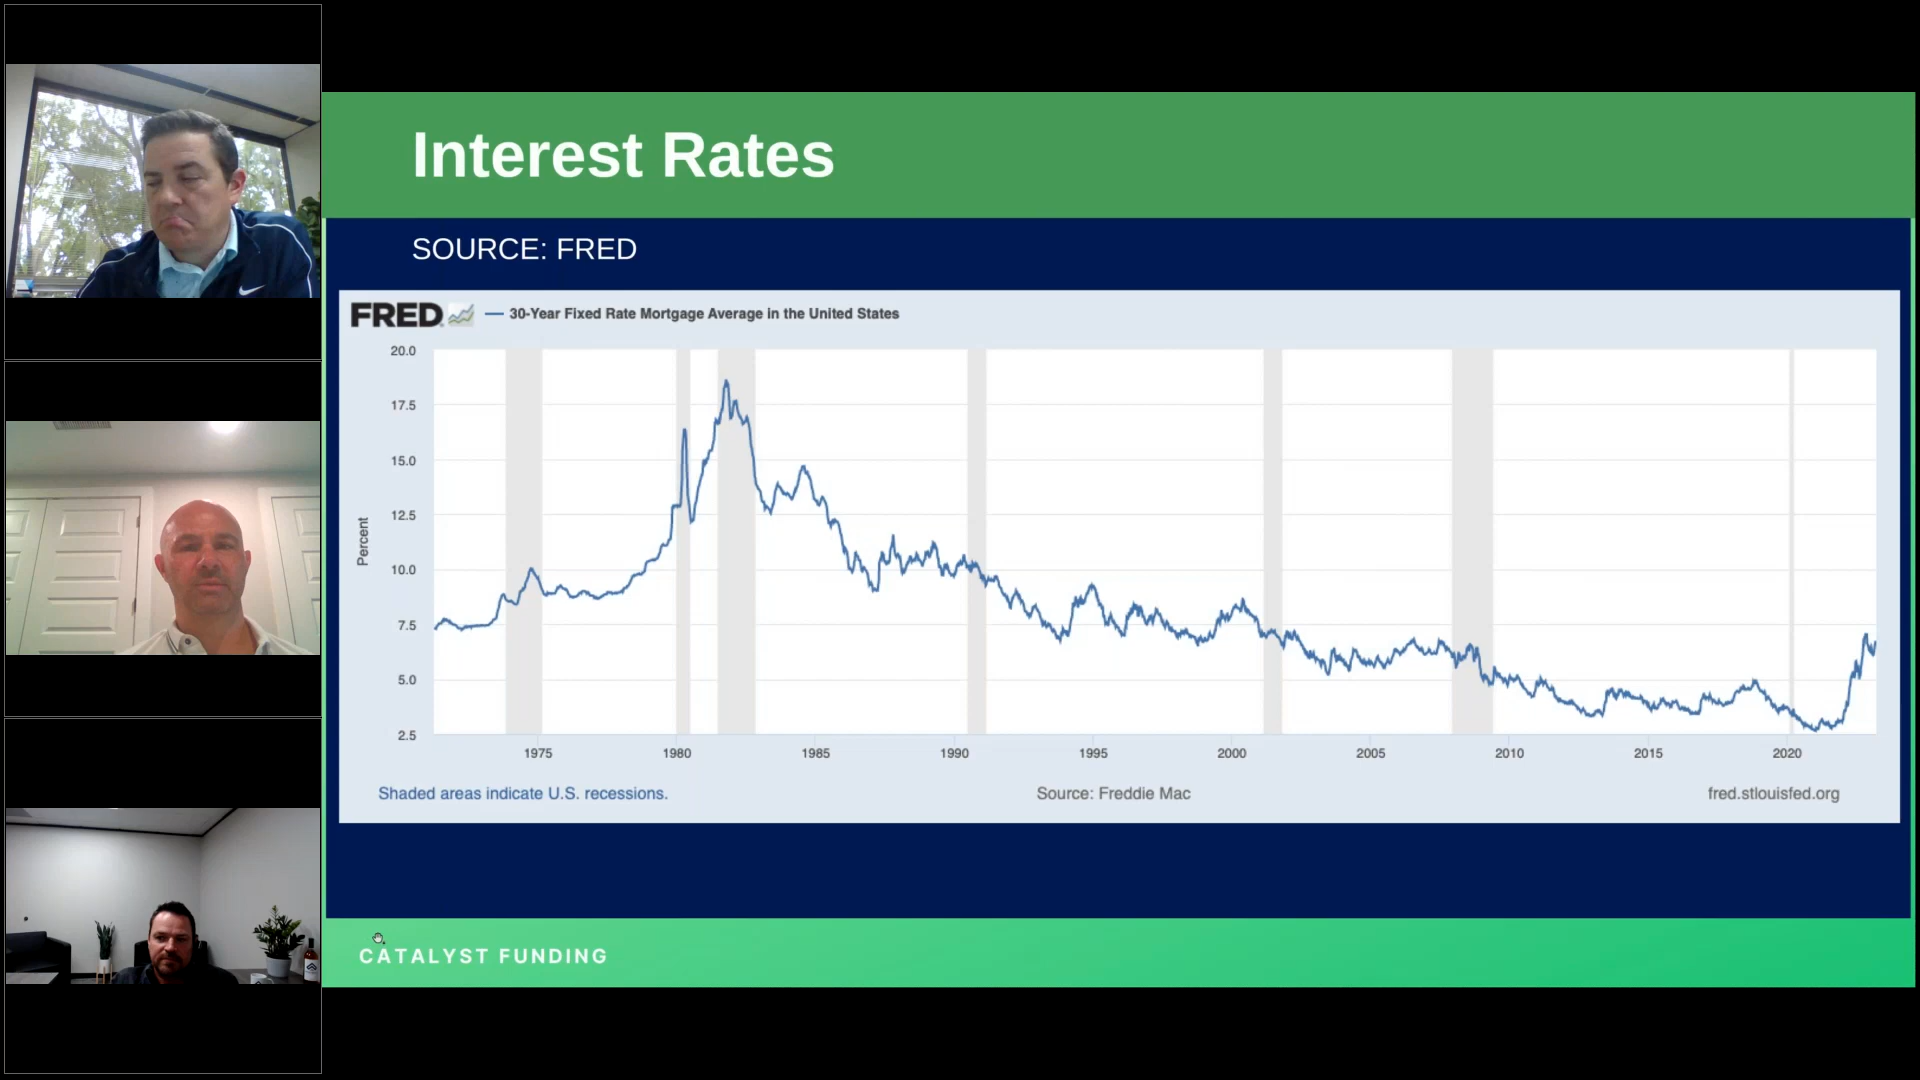 Interest Rates
SOURCE: FRED
FRED
30-Year Fixed Rate Mortgage Average in the United States
20.0
17.5
15.0
12.5
10.0
7.5
5.0
2.5
Percent
1975 1980 1985 1990 1995 2000 2005 2010 2015 2020
Shaded areas indicate U.S. recessions. Source: Freddie Mac fred.stlouisfed.org
CATALYST FUNDING